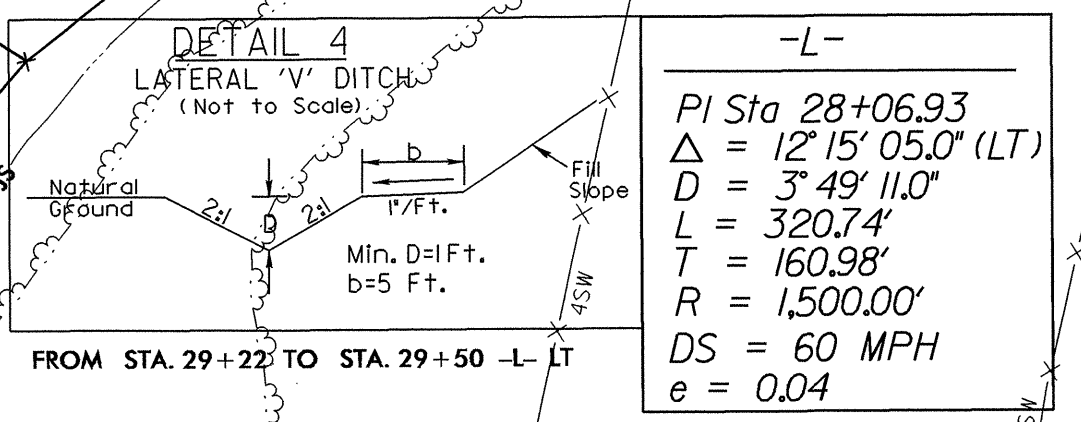 DETAIL 4
LATERAL 'V' DITCH
(Not to Scale)
b
Fill
Slope
Natural
Ground
2:1
D
2:1
1"/Ft.
Min. D=1Ft.
b=5 Ft.
4SW
FROM STA. 29+22 TO STA. 29+50 -L- LT
-L-
PI Sta 28+06.93
Δ = 12° 15' 05.0" (LT)
D = 3° 49' 11.0"
L = 320.74'
T = 160.98'
R = 1,500.00'
DS = 60 MPH
e = 0.04
SW